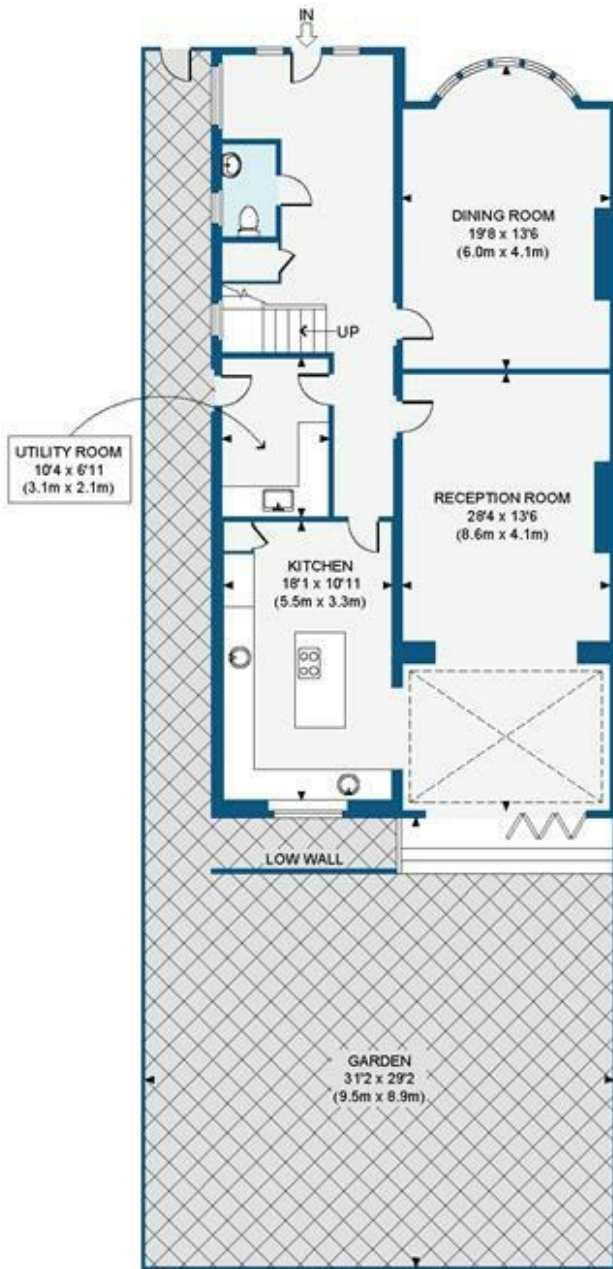 IN
DINING ROOM
19'8 x 13'6
(6.0m x 4.1m)
UP
UTILITY ROOM
10'4 x 6'11
(3.1m x 2.1m)
RECEPTION ROOM
28'4 x 13'6
(8.6m x 4.1m)
KITCHEN
18'1 x 10'11
(5.5m x 3.3m)
LOW WALL
GARDEN
31'2 x 29'2
(9.5m x 8.9m)